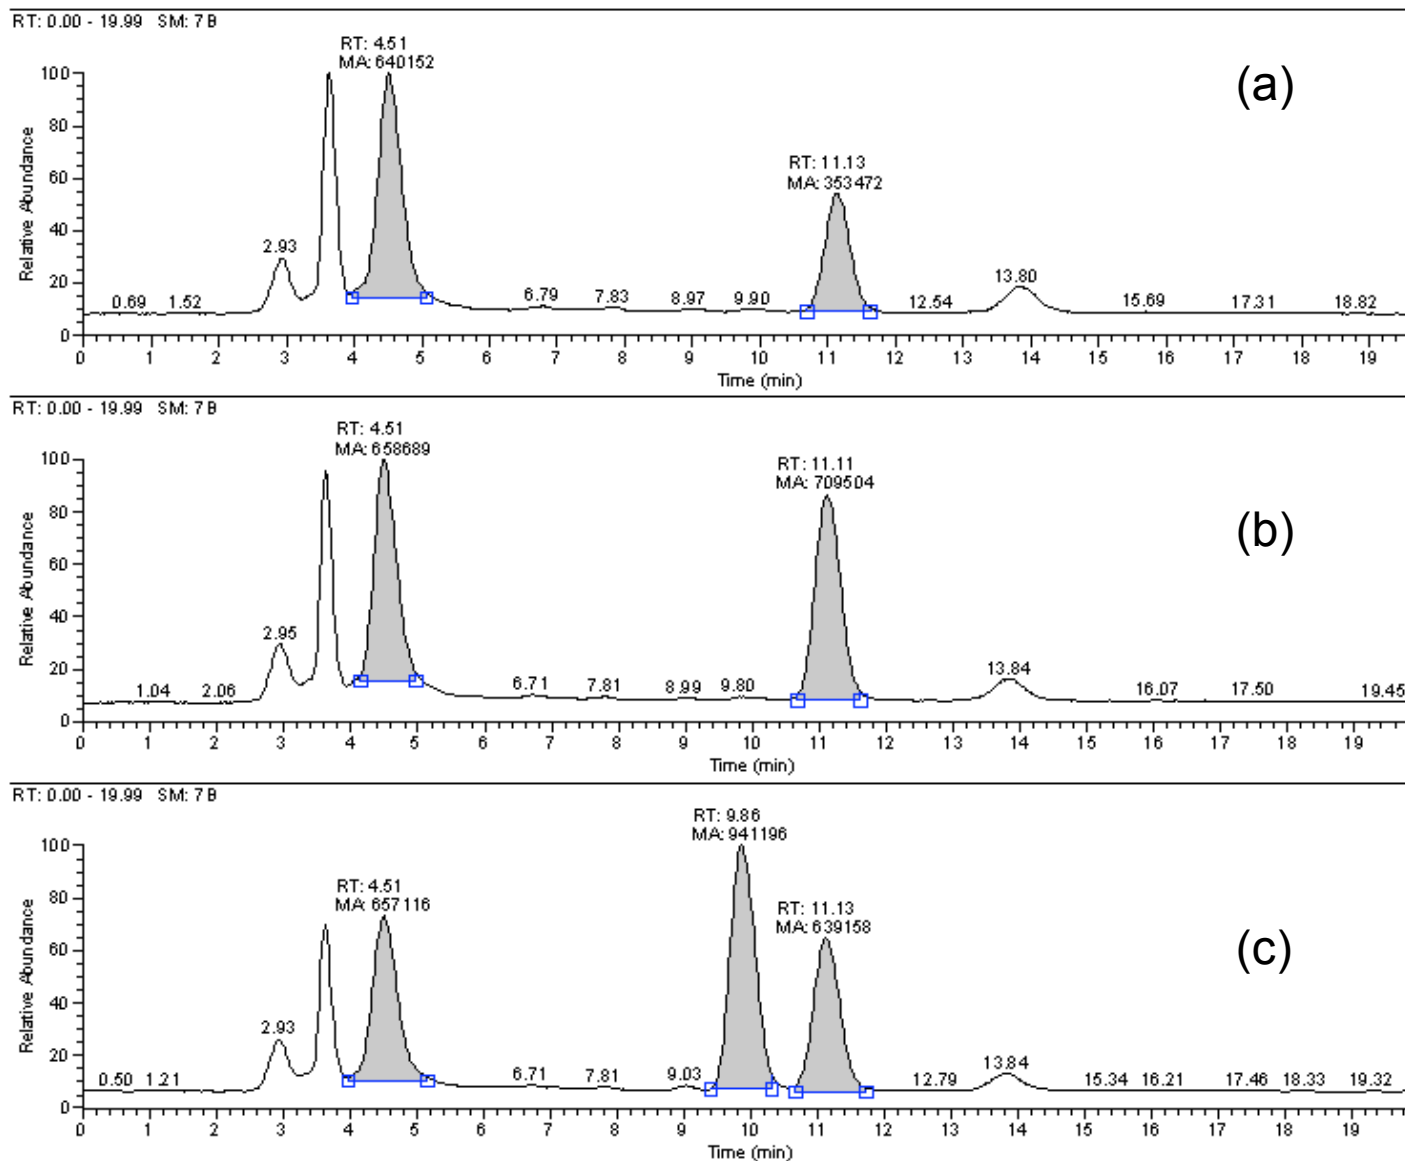 RT: 0.00 - 19.99 SM: 7B
RT: 4.51
MA: 640152
(a)
RT: 11.13
MA: 353472
2.93
13.80
0.69 1.52 6.79 7.83 8.97 9.90 12.54 15.69 17.31 18.82
Relative Abundance
100
80
60
40
20
0
0 1 2 3 4 5 6 7 8 9 10 11 12 13 14 15 16 17 18 19
Time (min)
RT: 0.00 - 19.99 SM: 7B
RT: 4.51
MA: 658689
RT: 11.11
MA: 709504
(b)
2.95
13.84
1.04 2.06 6.71 7.81 8.99 9.80 16.07 17.50 19.45
Relative Abundance
100
80
60
40
20
0
0 1 2 3 4 5 6 7 8 9 10 11 12 13 14 15 16 17 18 19
Time (min)
RT: 0.00 - 19.99 SM: 7B
RT: 9.86
MA: 941196
RT: 4.51
MA: 657116
RT: 11.13
MA: 639158
(c)
2.93
13.84
0.50 1.21 6.71 7.81 9.03 12.79 15.34 16.21 17.46 18.33 19.32
Relative Abundance
100
80
60
40
20
0
0 1 2 3 4 5 6 7 8 9 10 11 12 13 14 15 16 17 18 19
Time (min)